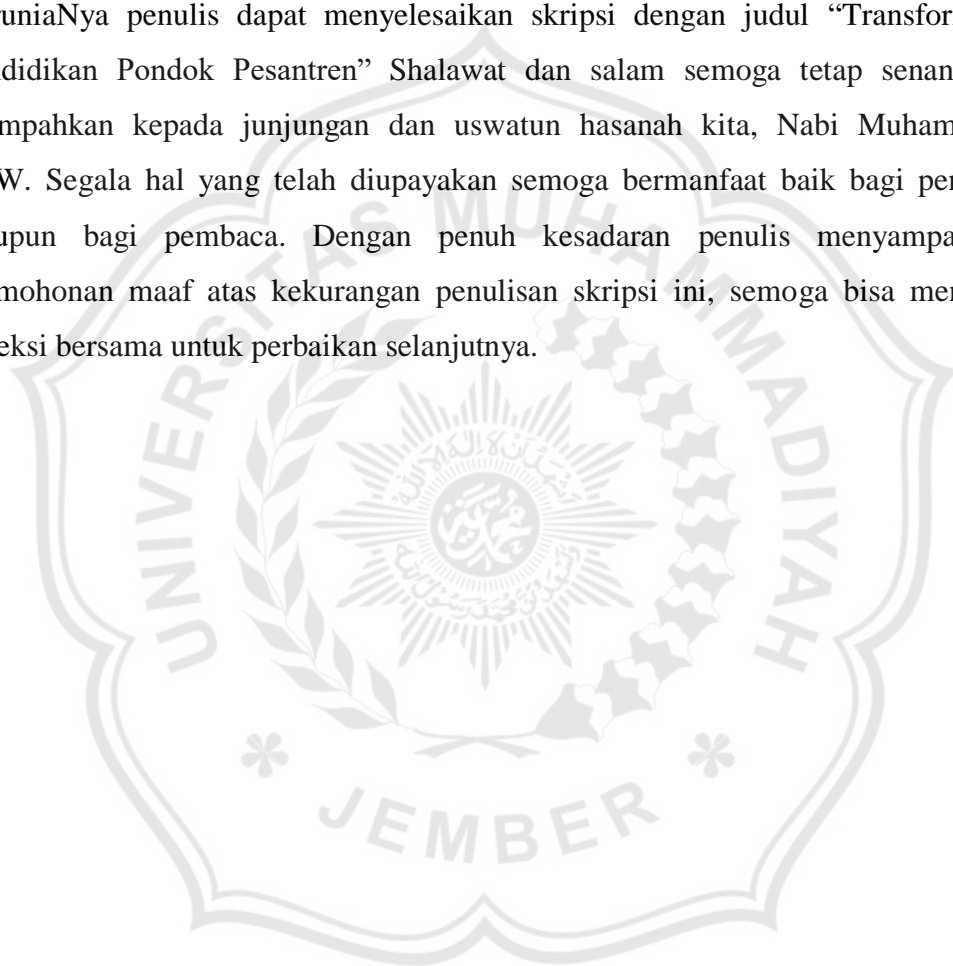 runiaNya penulis dapat menyelesaikan skripsi dengan judul “Transfor
didikan Pondok Pesantren” Shalawat dan salam semoga tetap senan
mpahkan kepada junjungan dan uswatun hasanah kita, Nabi Muham
W. Segala hal yang telah diupayakan semoga bermanfaat baik bagi pe
upun bagi pembaca. Dengan penuh kesadaran penulis menyampa
mohonan maaf atas kekurangan penulisan skripsi ini, semoga bisa me
eksi bersama untuk perbaikan selanjutnya.
UNIVERSITAS MUHAMMADIYAH
JEMBER